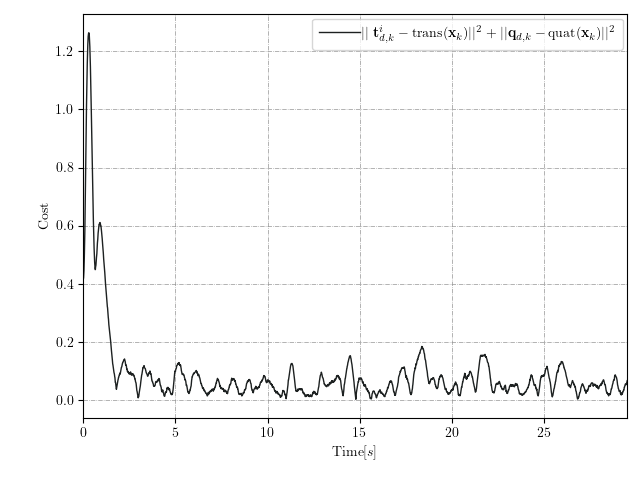 || t^i_{d,k} − trans(x_k)||^2 + ||q_{d,k} − quat(x_k)||^2
1.2
1.0
0.8
0.6
0.4
0.2
0.0
Cost
0 5 10 15 20 25
Time[s]